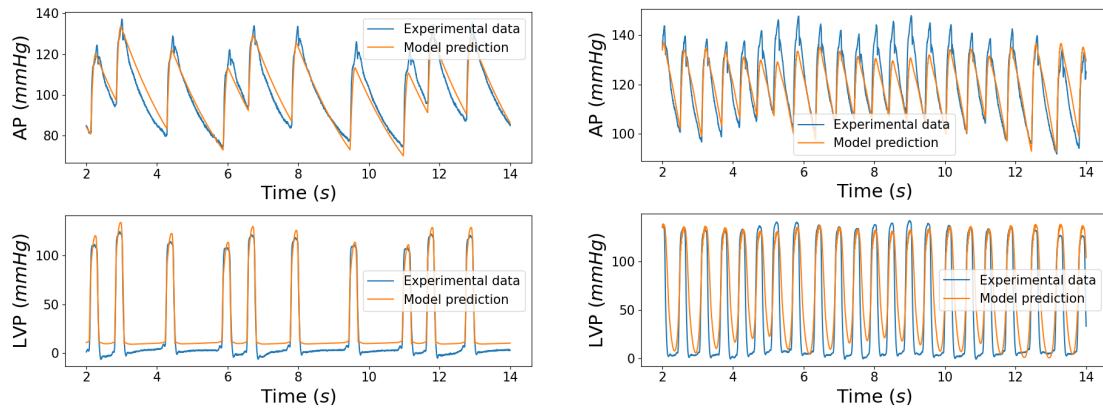 140
120
100
80
AP (mmHg)
Experimental data
Model prediction
2 4 6 8 10 12 14
Time (s)
140
120
100
AP (mmHg)
Experimental data
Model prediction
2 4 6 8 10 12 14
Time (s)
100
50
0
LVP (mmHg)
Experimental data
Model prediction
2 4 6 8 10 12 14
Time (s)
100
50
0
LVP (mmHg)
Experimental data
Model prediction
2 4 6 8 10 12 14
Time (s)